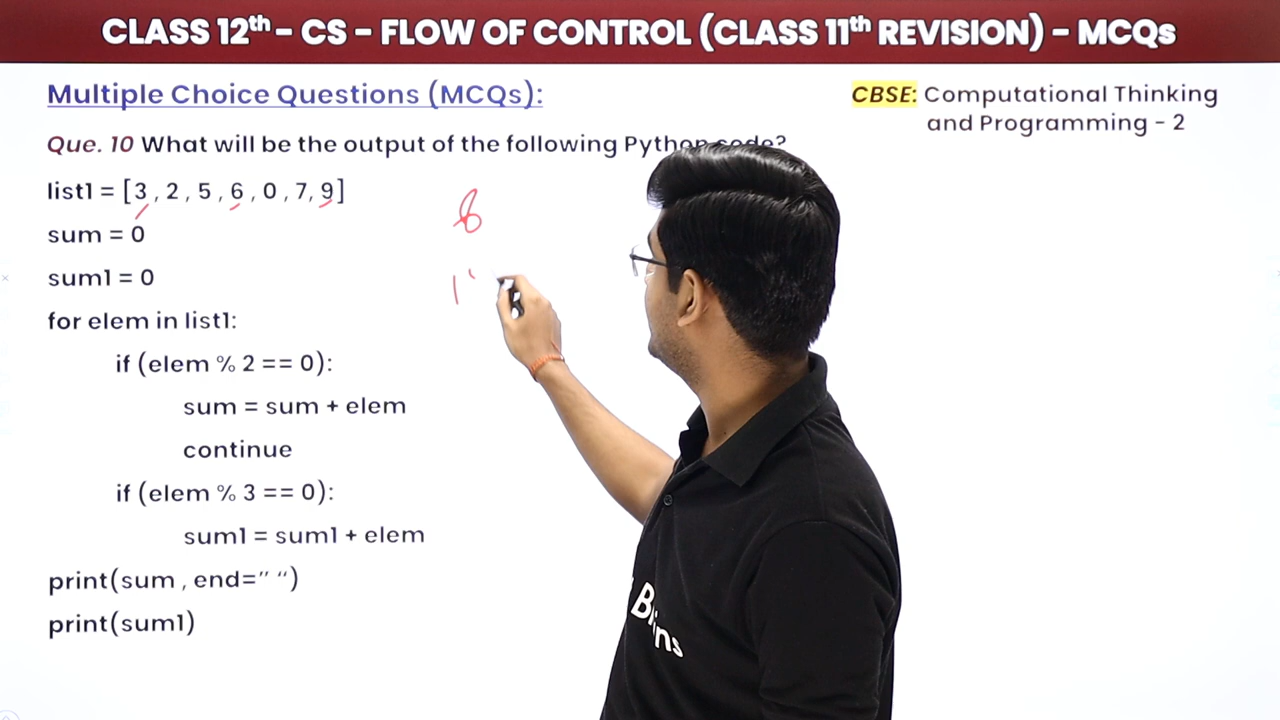 CLASS 12th – CS – FLOW OF CONTROL (CLASS 11th REVISION) – MCQs
Multiple Choice Questions (MCQs):
CBSE: Computational Thinking
and Programming - 2
Que. 10 What will be the output of the following Python code?
list1 = [3 , 2 , 5 , 6 , 0 , 7, 9]
sum = 0
sum1 = 0
for elem in list1:
if (elem % 2 == 0):
sum = sum + elem
continue
if (elem % 3 == 0):
sum1 = sum1 + elem
print(sum , end=” “)
print(sum1)
8